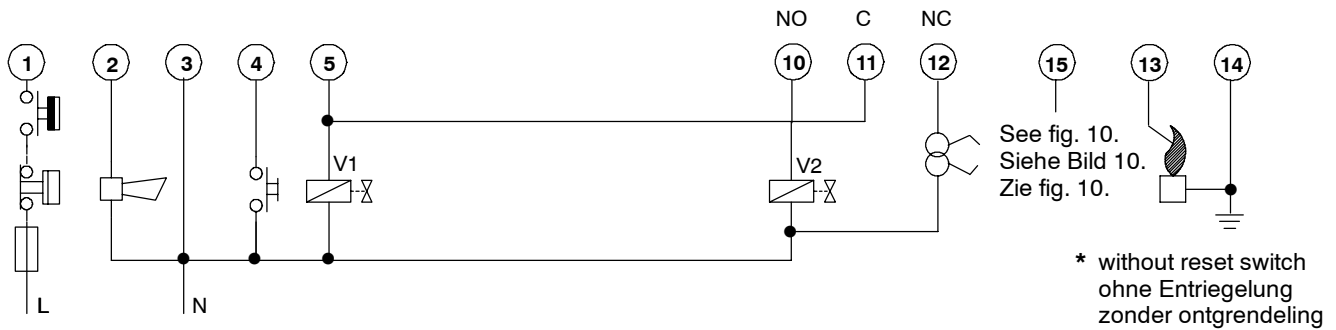 NO C NC
1 2 3 4 5 10 11 12 15 13 14
See fig. 10.
Siehe Bild 10.
Zie fig. 10.
V1 V2
* without reset switch
ohne Entriegelung
zonder ontgrendeling
L N